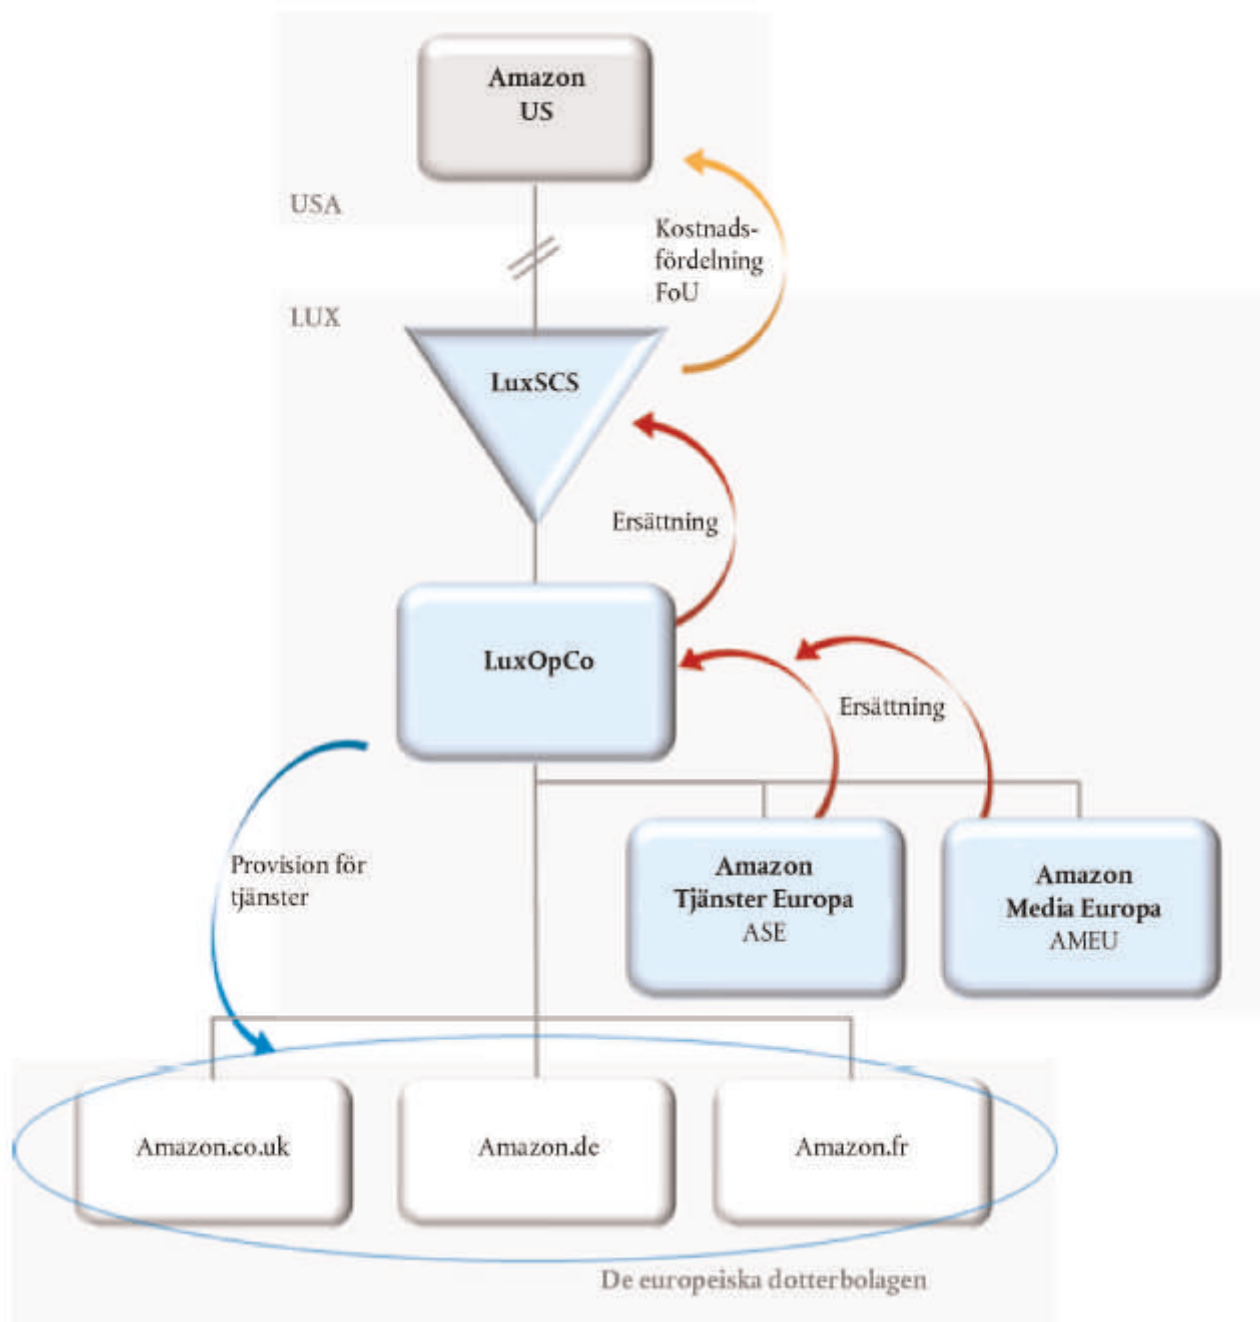 Amazon
US
USA
Kostnads-
fördelning
FoU
LUX
LuxSCS
Ersättning
LuxOpCo
Ersättning
Provision för
tjänster
Amazon
Tjänster Europa
ASE
Amazon
Media Europa
AMEU
Amazon.co.uk
Amazon.de
Amazon.fr
De europeiska dotterbolagen